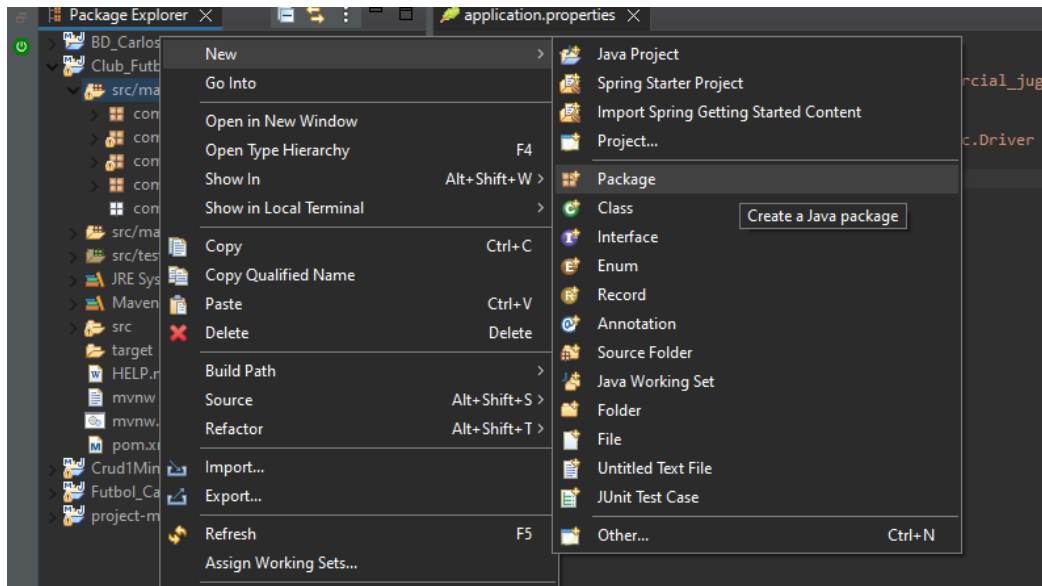 Package Explorer
application.properties
BD_Carlos
Club_Futb
src/ma
com
com
com
com
com
src/ma
src/tes
JRE Sys
Maven
src
target
HELP.m
mvnw
mvnw.
pom.xm
Crud1Min
Futbol_Ca
project-m
New
Go Into
Open in New Window
Open Type Hierarchy F4
Show In Alt+Shift+W
Show in Local Terminal
Copy Ctrl+C
Copy Qualified Name
Paste Ctrl+V
Delete Delete
Build Path
Source Alt+Shift+S
Refactor Alt+Shift+T
Import...
Export...
Refresh F5
Assign Working Sets...
Java Project
Spring Starter Project
Import Spring Getting Started Content
Project...
Package
Class
Interface
Enum
Record
Annotation
Source Folder
Java Working Set
Folder
File
Untitled Text File
JUnit Test Case
Other... Ctrl+N
Create a Java package
rcial_jug
c.Driver